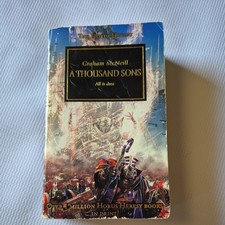 Graham McNeill
A THOUSAND SONS
All is dust
OVER 1 MILLION HORUS HERESY BOOKS
IN PRINT!